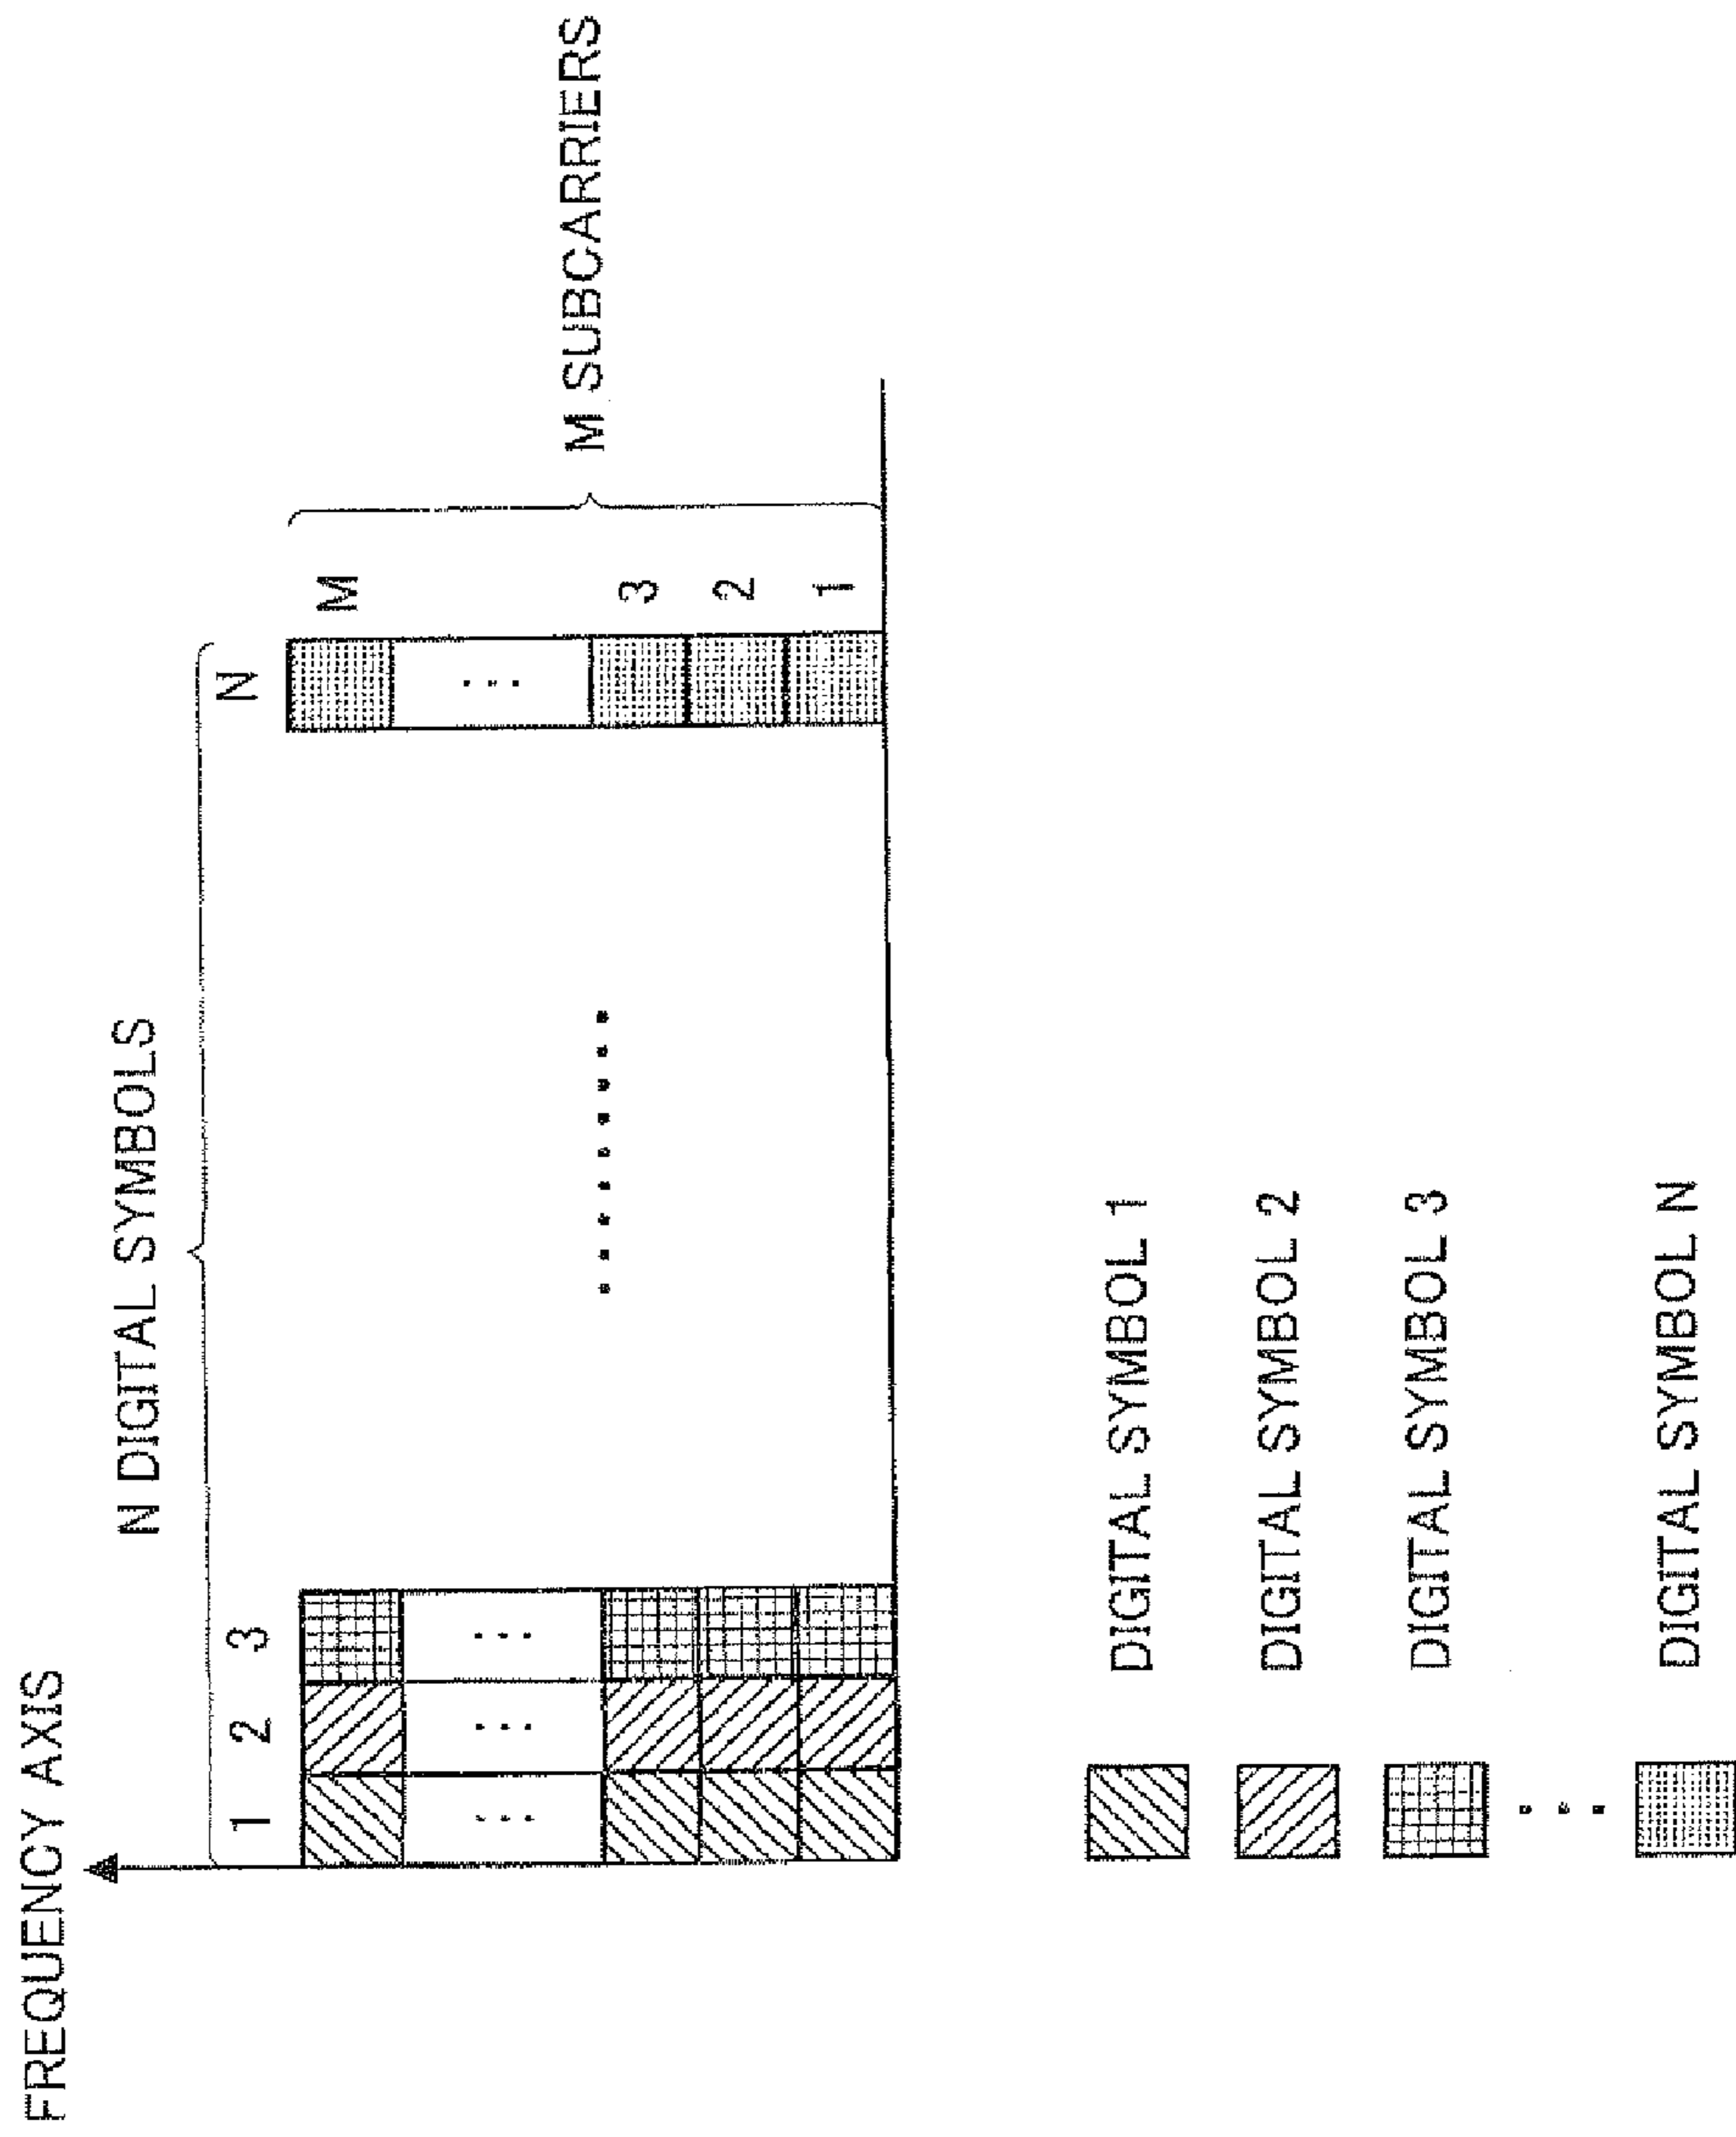 FREQUENCY AXIS
N DIGITAL SYMBOLS
1 2 3 N
M
3
2
1
M SUBCARRIERS
DIGITAL SYMBOL 1
DIGITAL SYMBOL 2
DIGITAL SYMBOL 3
DIGITAL SYMBOL N